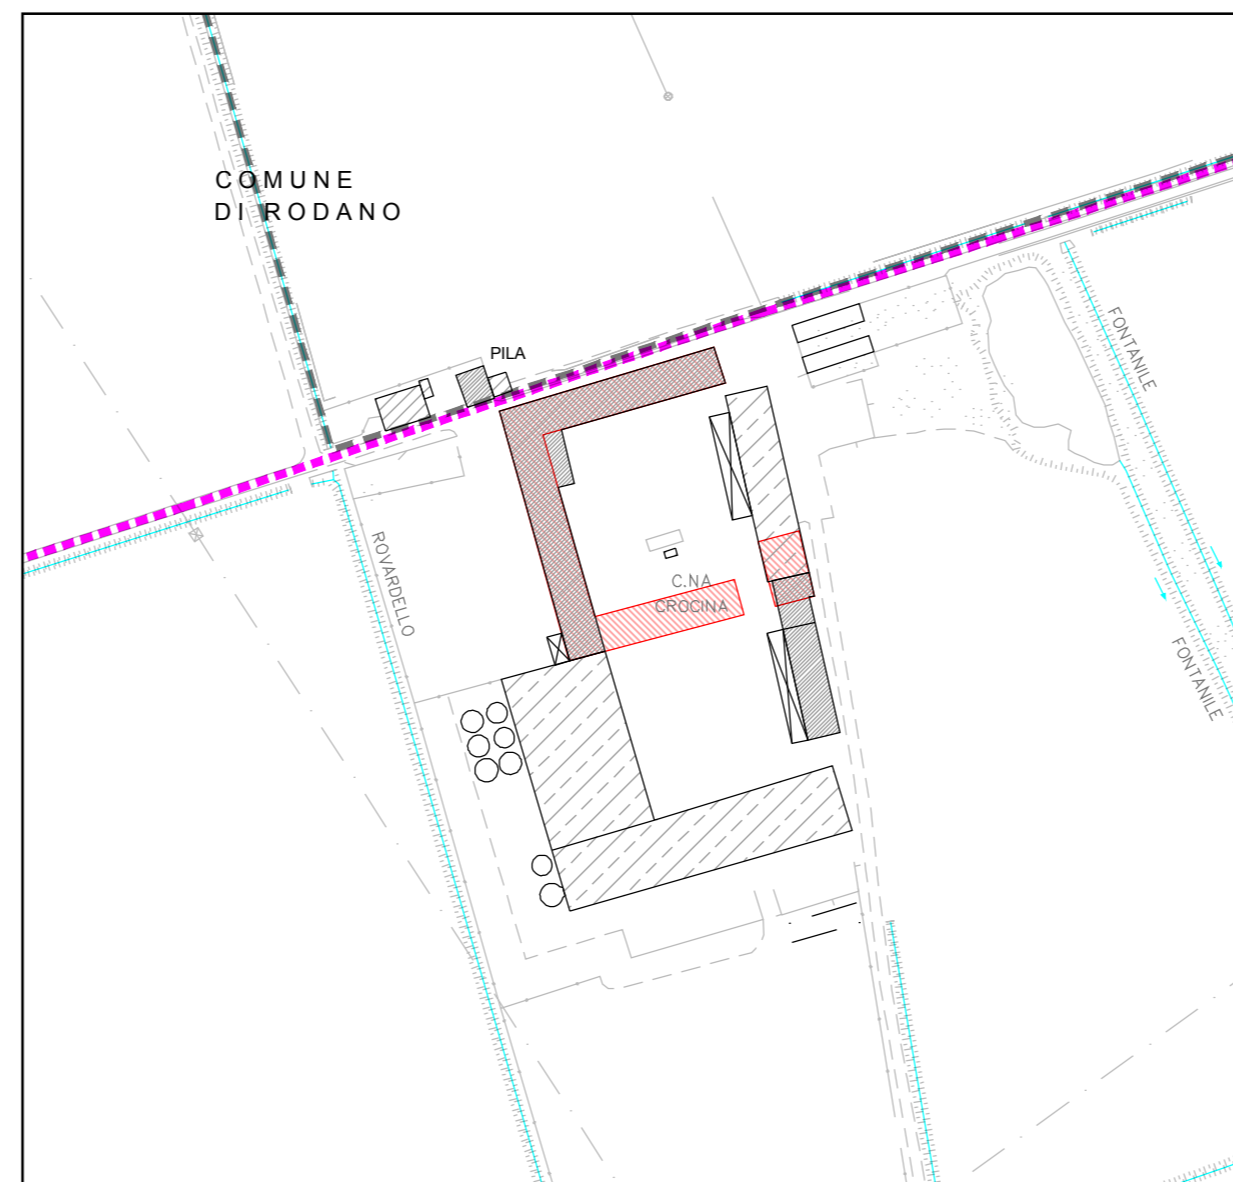 COMUNE
DI RODANO
PILA
FONTANILE
ROVARDELLO
C.NA
CROCINA
FONTANILE